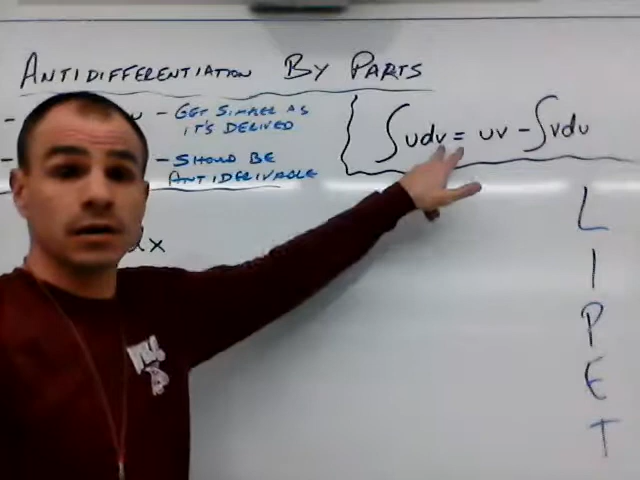 ANTIDIFFERENTIATION BY PARTS
- GET SIMPLER AS
IT'S DERIVED
- SHOULD BE
ANTIDERIVABLE
∫udv = uv - ∫vdu
dx
L
I
P
E
T